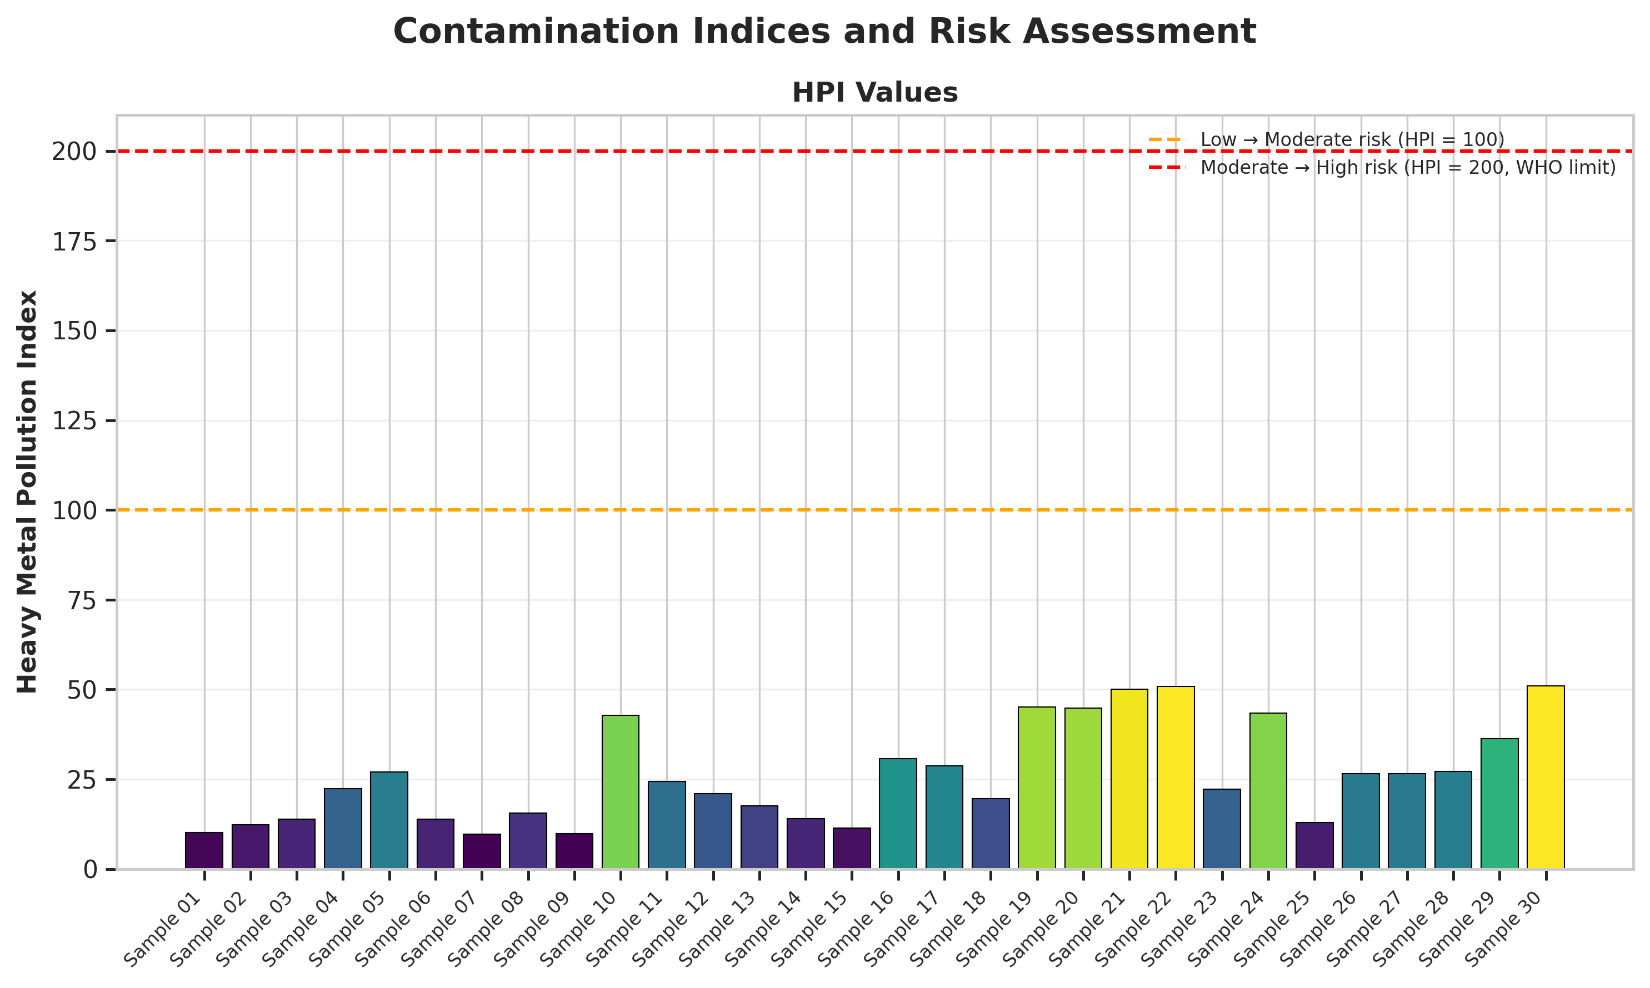 Contamination Indices and Risk Assessment
HPI Values
Low → Moderate risk (HPI = 100)
Moderate → High risk (HPI = 200, WHO limit)
Heavy Metal Pollution Index
200
175
150
125
100
75
50
25
0
Sample 01
Sample 02
Sample 03
Sample 04
Sample 05
Sample 06
Sample 07
Sample 08
Sample 09
Sample 10
Sample 11
Sample 12
Sample 13
Sample 14
Sample 15
Sample 16
Sample 17
Sample 18
Sample 19
Sample 20
Sample 21
Sample 22
Sample 23
Sample 24
Sample 25
Sample 26
Sample 27
Sample 28
Sample 29
Sample 30